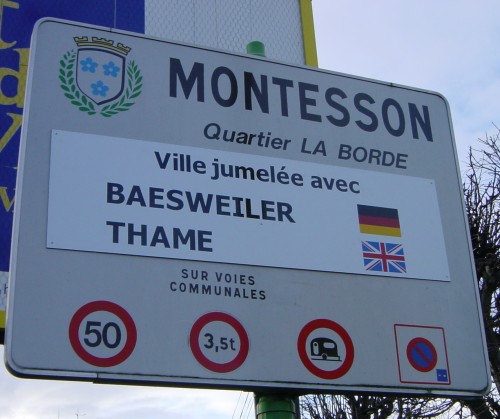 MONTESSON
Quartier LA BORDE
Ville jumelée avec
BAESWEILER
THAME
SUR VOIES
COMMUNALES
50
3,5t